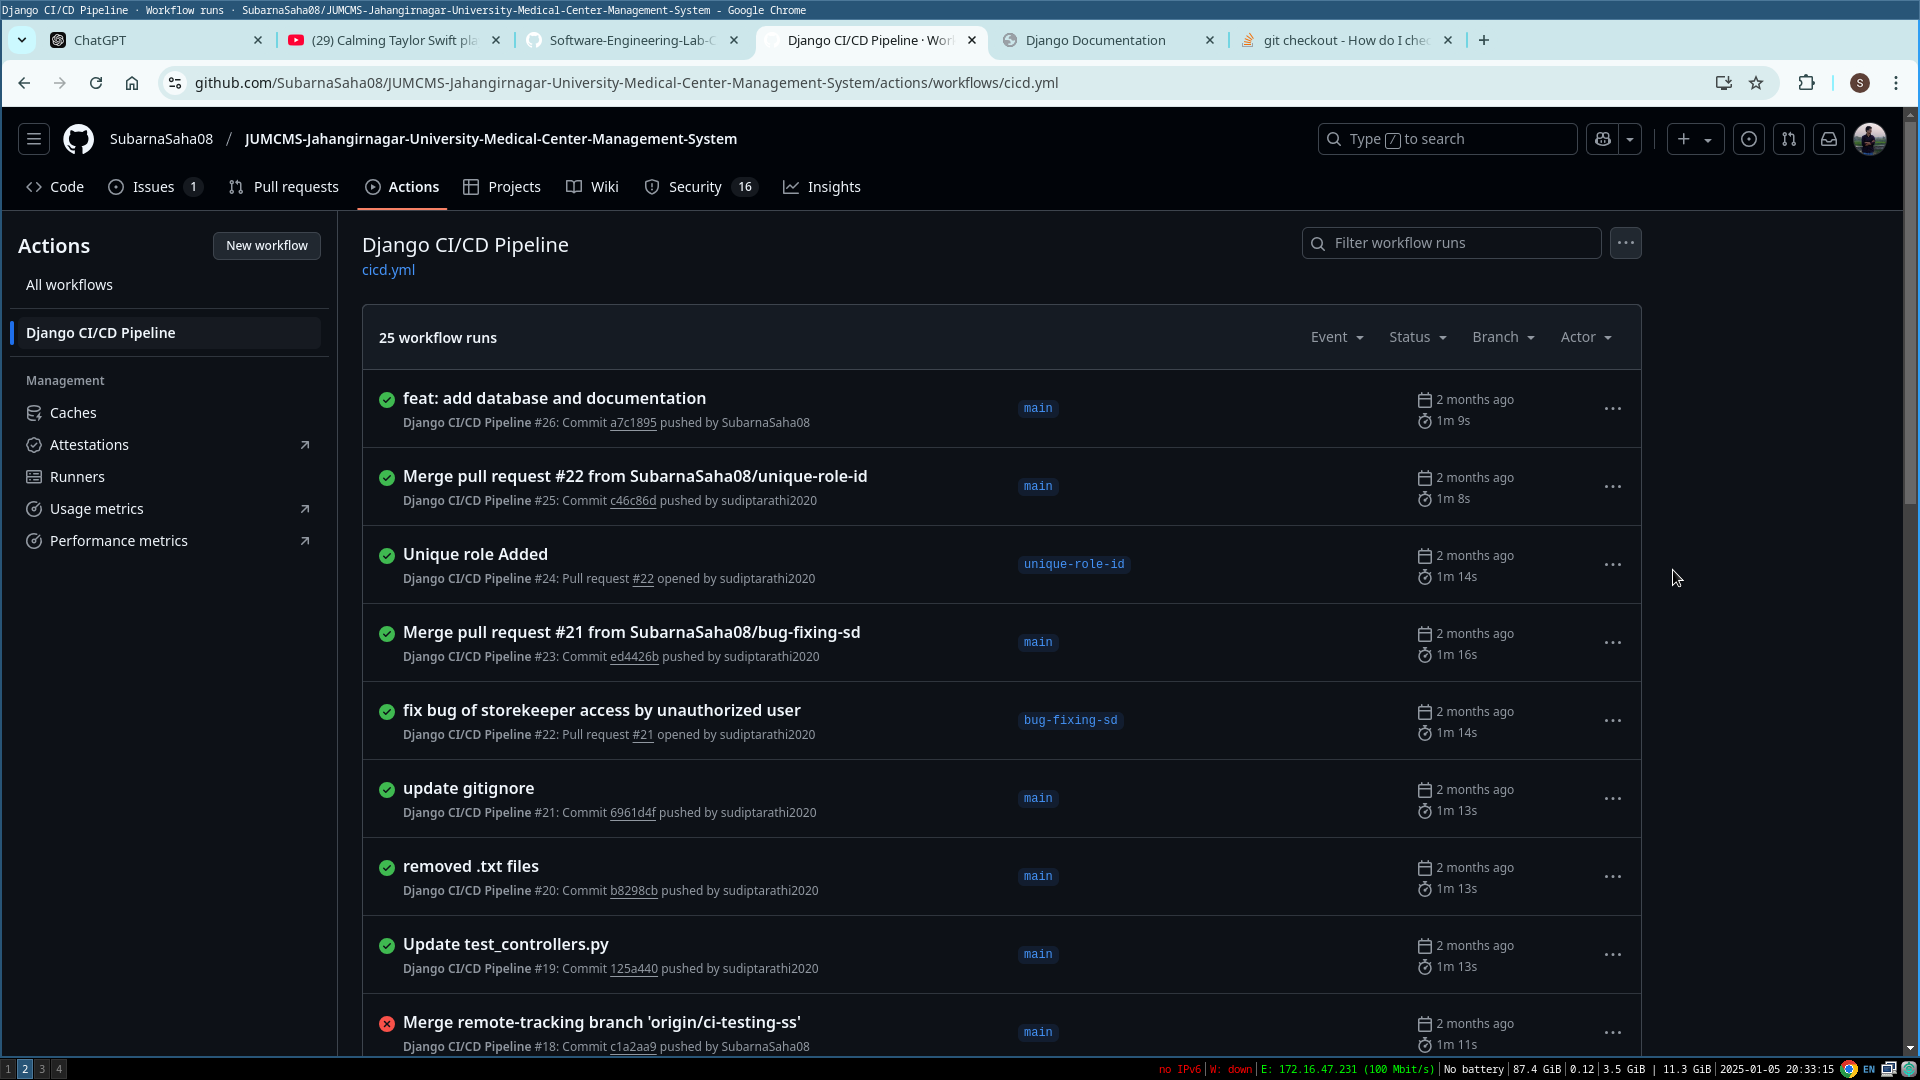 Django CI/CD Pipeline · Workflow runs · SubarnaSaha08/JUMCMS-Jahangirnagar-University-Medical-Center-Management-System - Google Chrome
ChatGPT
(29) Calming Taylor Swift pla
Software-Engineering-Lab-C
Django CI/CD Pipeline · Wor
Django Documentation
git checkout - How do I chec
github.com/SubarnaSaha08/JUMCMS-Jahangirnagar-University-Medical-Center-Management-System/actions/workflows/cicd.yml
S
SubarnaSaha08 / JUMCMS-Jahangirnagar-University-Medical-Center-Management-System
Type / to search
Code
Issues 1
Pull requests
Actions
Projects
Wiki
Security 16
Insights
Actions
New workflow
All workflows
Django CI/CD Pipeline
Management
Caches
Attestations
Runners
Usage metrics
Performance metrics
Django CI/CD Pipeline
cicd.yml
Filter workflow runs
25 workflow runs
Event Status Branch Actor
feat: add database and documentation
Django CI/CD Pipeline #26: Commit a7c1895 pushed by SubarnaSaha08
main
2 months ago
1m 9s
Merge pull request #22 from SubarnaSaha08/unique-role-id
Django CI/CD Pipeline #25: Commit c46c86d pushed by sudiptarathi2020
main
2 months ago
1m 8s
Unique role Added
Django CI/CD Pipeline #24: Pull request #22 opened by sudiptarathi2020
unique-role-id
2 months ago
1m 14s
Merge pull request #21 from SubarnaSaha08/bug-fixing-sd
Django CI/CD Pipeline #23: Commit ed4426b pushed by sudiptarathi2020
main
2 months ago
1m 16s
fix bug of storekeeper access by unauthorized user
Django CI/CD Pipeline #22: Pull request #21 opened by sudiptarathi2020
bug-fixing-sd
2 months ago
1m 14s
update gitignore
Django CI/CD Pipeline #21: Commit 6961d4f pushed by sudiptarathi2020
main
2 months ago
1m 13s
removed .txt files
Django CI/CD Pipeline #20: Commit b8298cb pushed by sudiptarathi2020
main
2 months ago
1m 13s
Update test_controllers.py
Django CI/CD Pipeline #19: Commit 125a440 pushed by sudiptarathi2020
main
2 months ago
1m 13s
Merge remote-tracking branch 'origin/ci-testing-ss'
Django CI/CD Pipeline #18: Commit c1a2aa9 pushed by SubarnaSaha08
main
2 months ago
1m 11s
1 2 3 4
no IPv6 | W: down | E: 172.16.47.231 (100 Mbit/s) | No battery | 87.4 GiB | 0.12 | 3.5 GiB | 11.3 GiB | 2025-01-05 20:33:15
EN